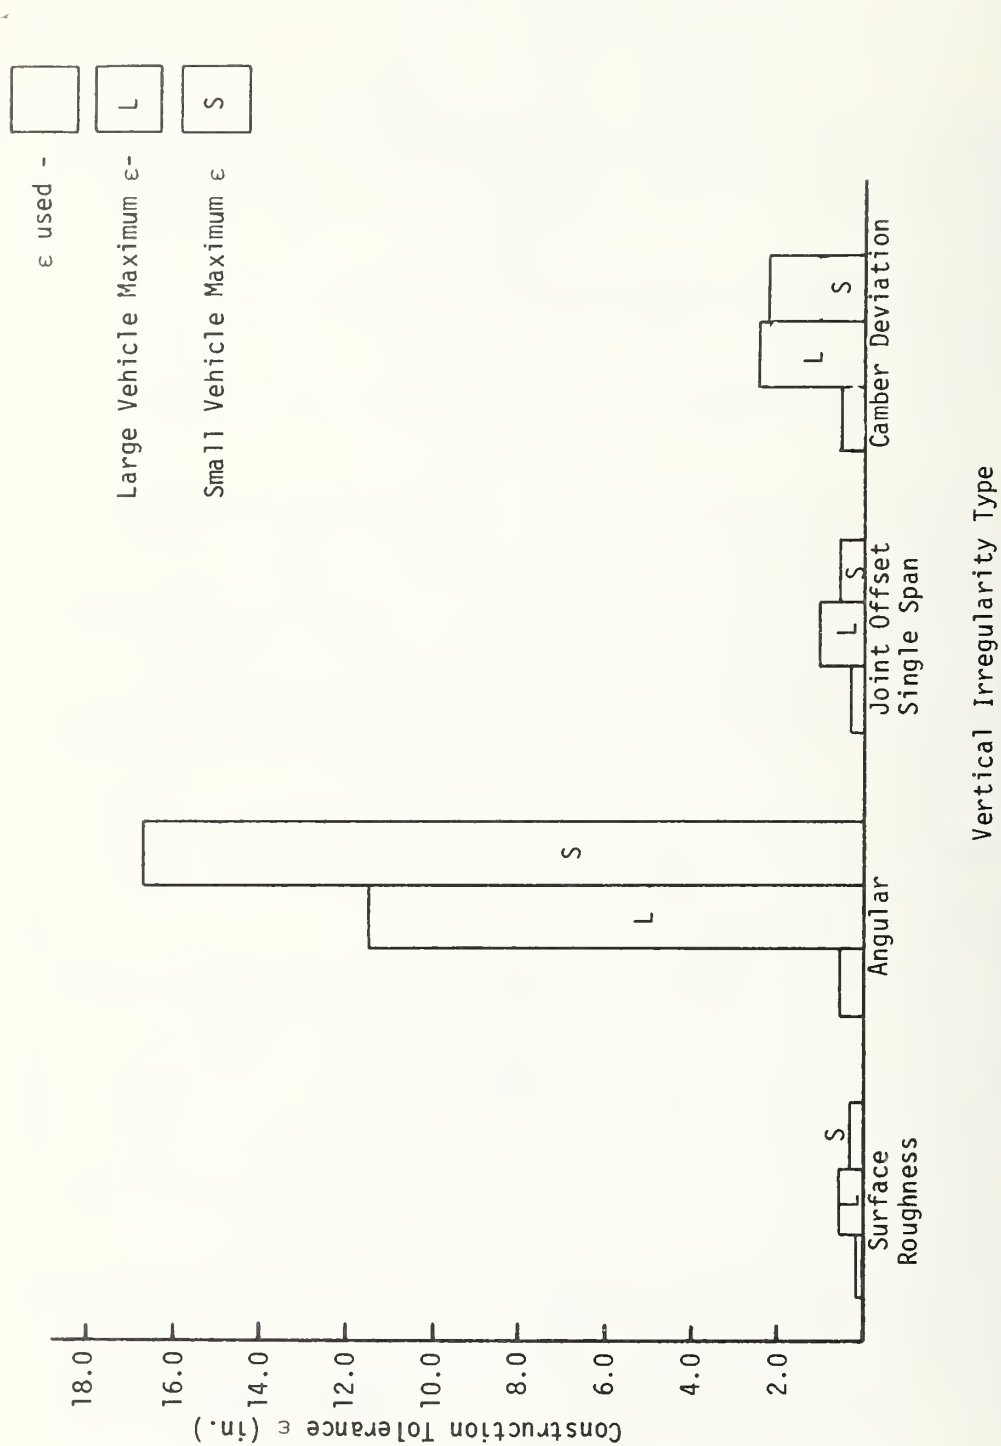 ε used -
Large Vehicle Maximum ε-
L
Small Vehicle Maximum ε
S
Construction Tolerance ε (in.)
18.0
16.0
14.0
12.0
10.0
8.0
6.0
4.0
2.0
L
S
L
S
L
S
L
S
Surface
Roughness
Angular
Joint Offset
Single Span
Camber Deviation
Vertical Irregularity Type